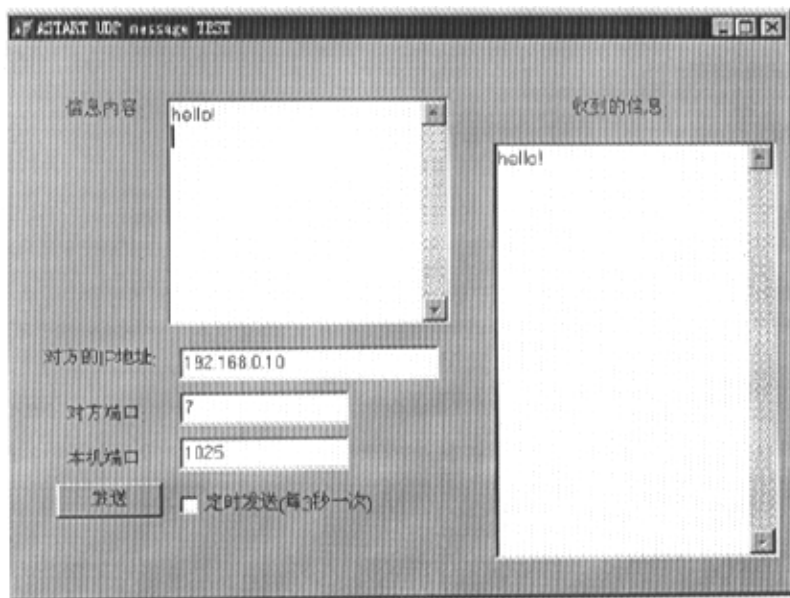 ASTART UDP message TEST
信息内容
hello!
收到的信息
hello!
对方的IP地址:
192.168.0.10
对方端口
7
本机端口
1025
发送
定时发送(每3秒一次)